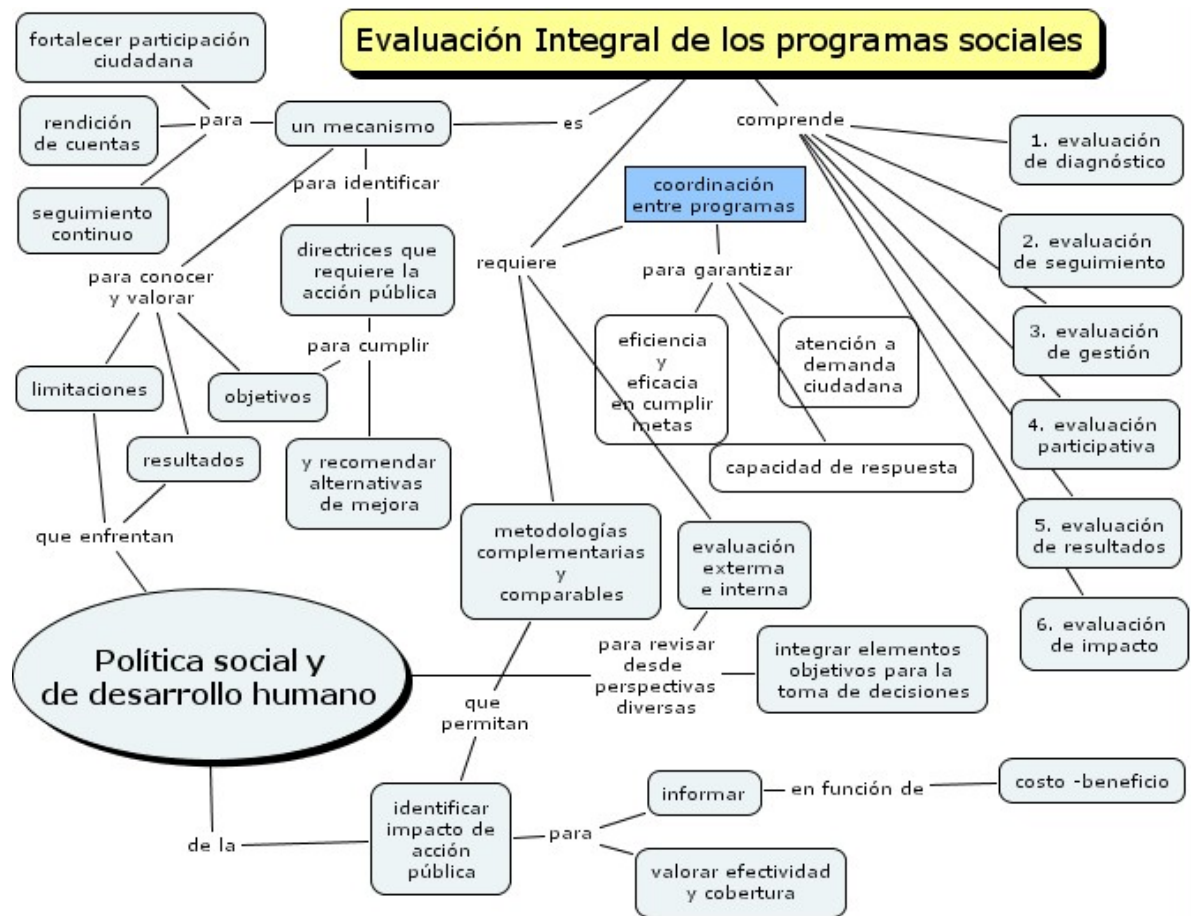 Evaluación Integral de los programas sociales
fortalecer participación
ciudadana
para
rendición
de cuentas
seguimiento
continuo
un mecanismo
es
comprende
para identificar
directrices que
requiere la
acción pública
para conocer
y valorar
para cumplir
limitaciones
objetivos
resultados
y recomendar
alternativas
de mejora
que enfrentan
requiere
coordinación
entre programas
para garantizar
eficiencia
y
eficacia
en cumplir
metas
atención a
demanda
ciudadana
capacidad de respuesta
1. evaluación
de diagnóstico
2. evaluación
de seguimiento
3. evaluación
de gestión
4. evaluación
participativa
5. evaluación
de resultados
6. evaluación
de impacto
metodologías
complementarias
y
comparables
evaluación
exterma
e interna
Política social y
de desarrollo humano
para revisar
desde
perspectivas
diversas
integrar elementos
objetivos para la
toma de decisiones
que
permitan
de la
identificar
impacto de
acción
pública
para
informar
en función de
costo -beneficio
valorar efectividad
y cobertura